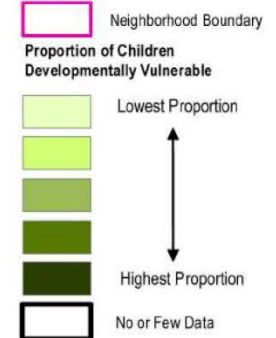 Neighborhood Boundary
Proportion of Children
Developmentally Vulnerable
Lowest Proportion
Highest Proportion
No or Few Data